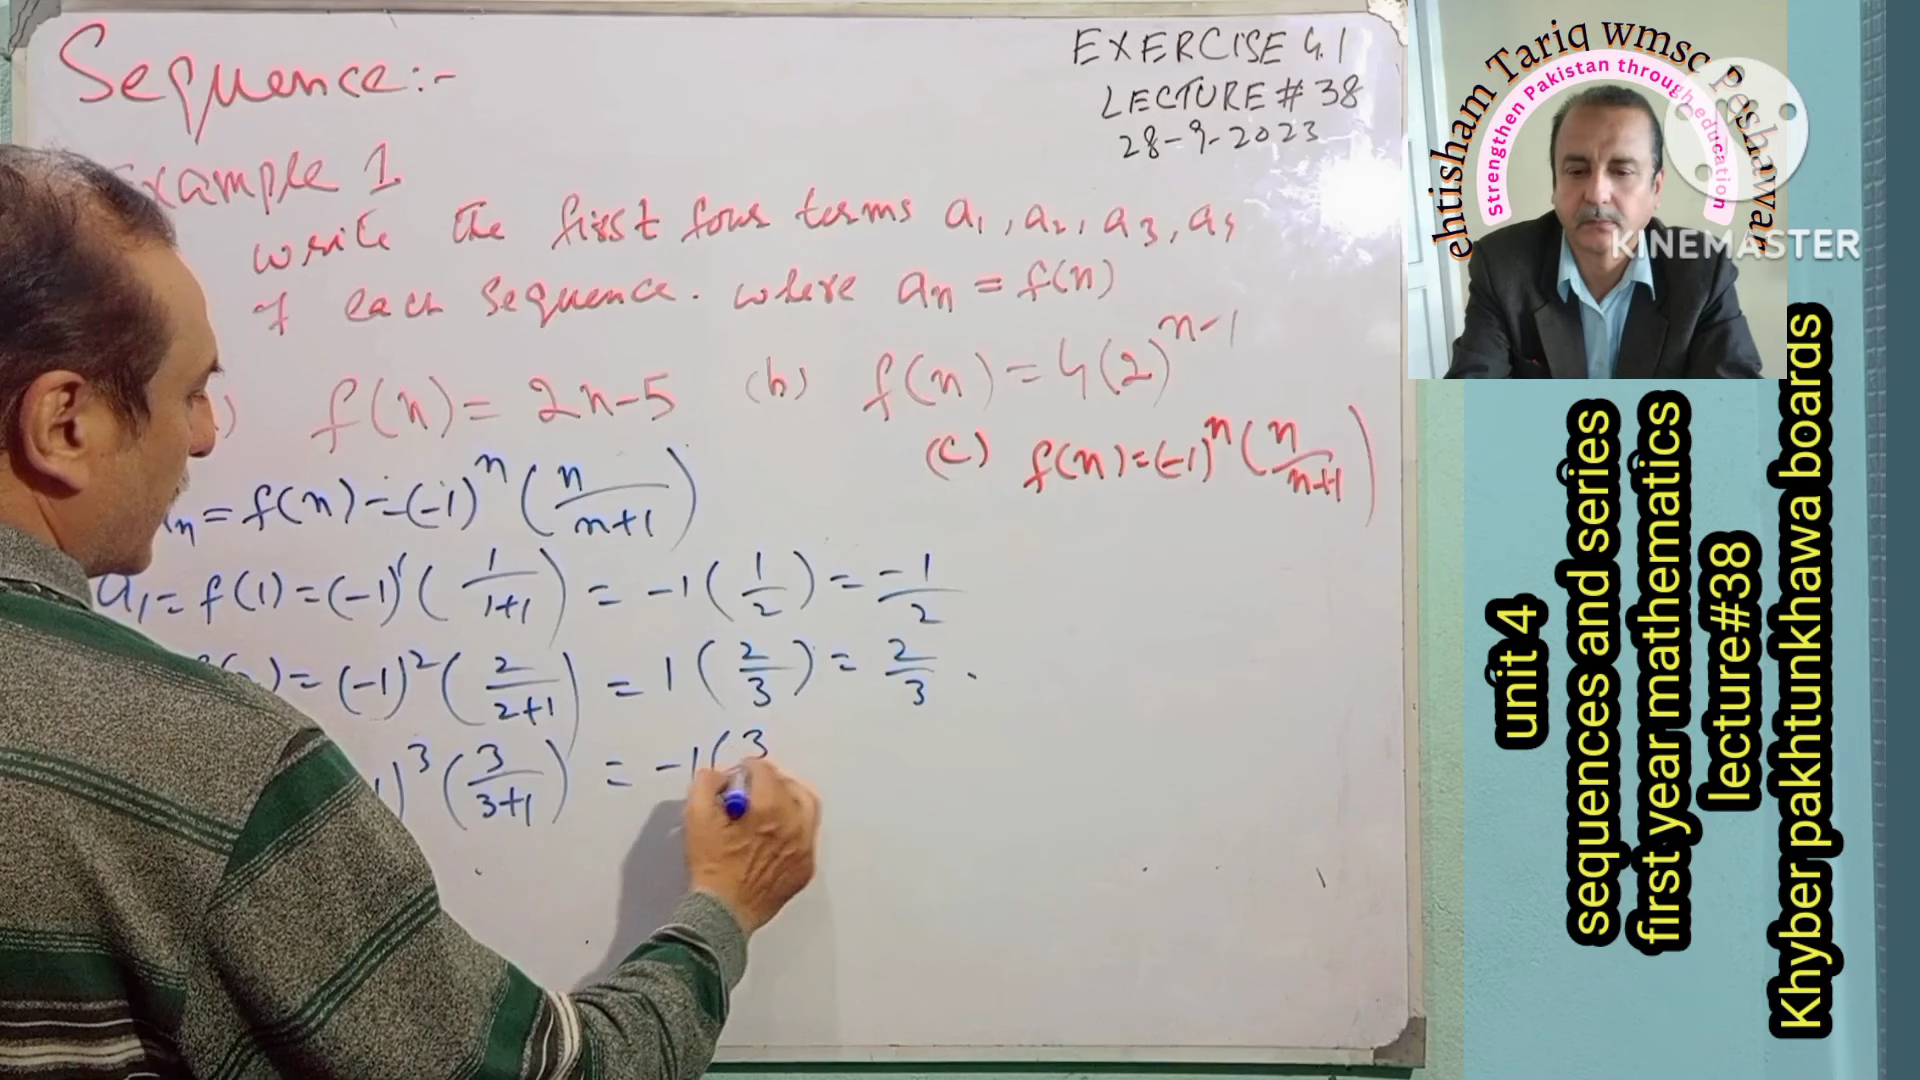 Sequence:-
EXERCISE 4.1
LECTURE # 38
28-9-2023
Example 1
write the first four terms a1, a2, a3, a4
of each sequence. where an = f(n)
) f(n) = 2n-5 (b) f(n) = 4(2)^n-1
(c) f(n) = (-1)^n (n/n+1)
n = f(n) = (-1)^n (n/n+1)
a1 = f(1) = (-1)^1 (1/1+1) = -1 (1/2) = -1/2
) = (-1)^2 (2/2+1) = 1 (2/3) = 2/3 .
)^3 (3/3+1) = -1 (3
ehtisham Tariq wmsc Peshawar
Strengthen Pakistan through education
KINEMASTER
unit 4
sequences and series
first year mathematics
lecture#38
Khyber pakhtunkhawa boards